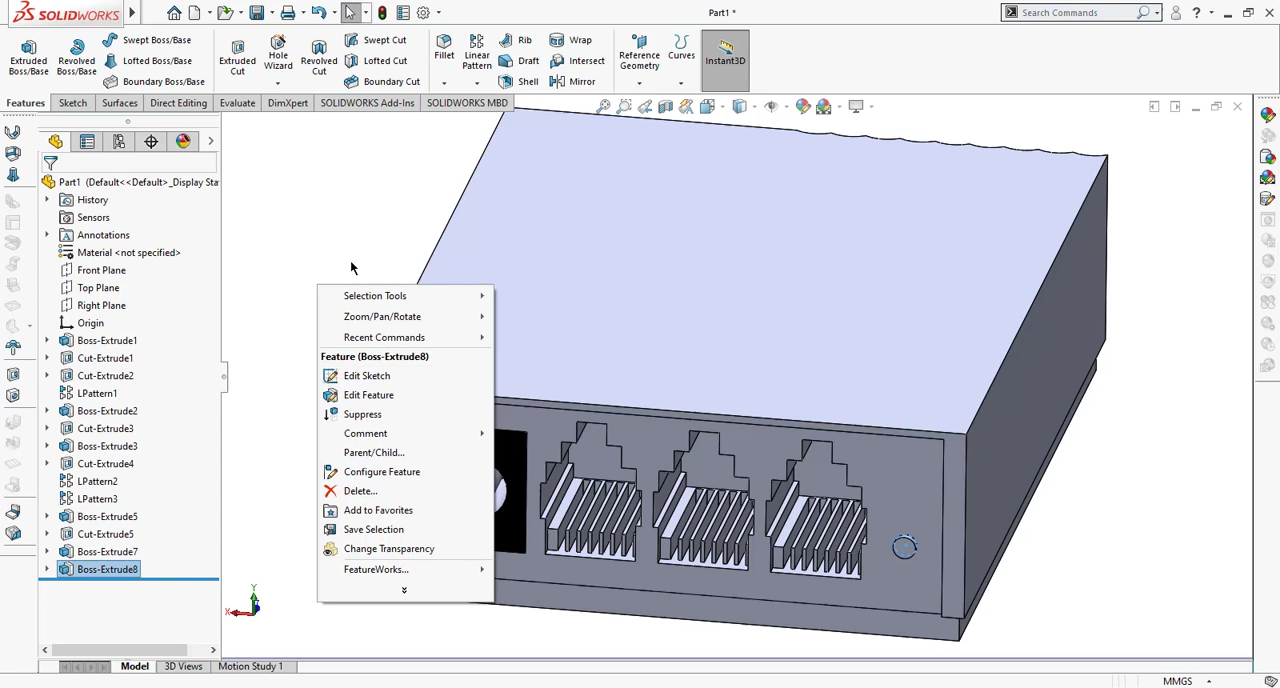 SOLIDWORKS
Part1 *
Search Commands
?
Extruded Boss/Base
Revolved Boss/Base
Swept Boss/Base
Lofted Boss/Base
Boundary Boss/Base
Extruded Cut
Hole Wizard
Revolved Cut
Swept Cut
Lofted Cut
Boundary Cut
Fillet
Linear Pattern
Rib
Draft
Shell
Wrap
Intersect
Mirror
Reference Geometry
Curves
Instant3D
Features
Sketch
Surfaces
Direct Editing
Evaluate
DimXpert
SOLIDWORKS Add-Ins
SOLIDWORKS MBD
Part1 (Default<<Default>_Display Sta
History
Sensors
Annotations
Material <not specified>
Front Plane
Top Plane
Right Plane
Origin
Boss-Extrude1
Cut-Extrude1
Cut-Extrude2
LPattern1
Boss-Extrude2
Cut-Extrude3
Boss-Extrude3
Cut-Extrude4
LPattern2
LPattern3
Boss-Extrude5
Cut-Extrude5
Boss-Extrude7
Boss-Extrude8
Selection Tools
Zoom/Pan/Rotate
Recent Commands
Feature (Boss-Extrude8)
Edit Sketch
Edit Feature
Suppress
Comment
Parent/Child...
Configure Feature
Delete...
Add to Favorites
Save Selection
Change Transparency
FeatureWorks...
Y
X
Model
3D Views
Motion Study 1
MMGS